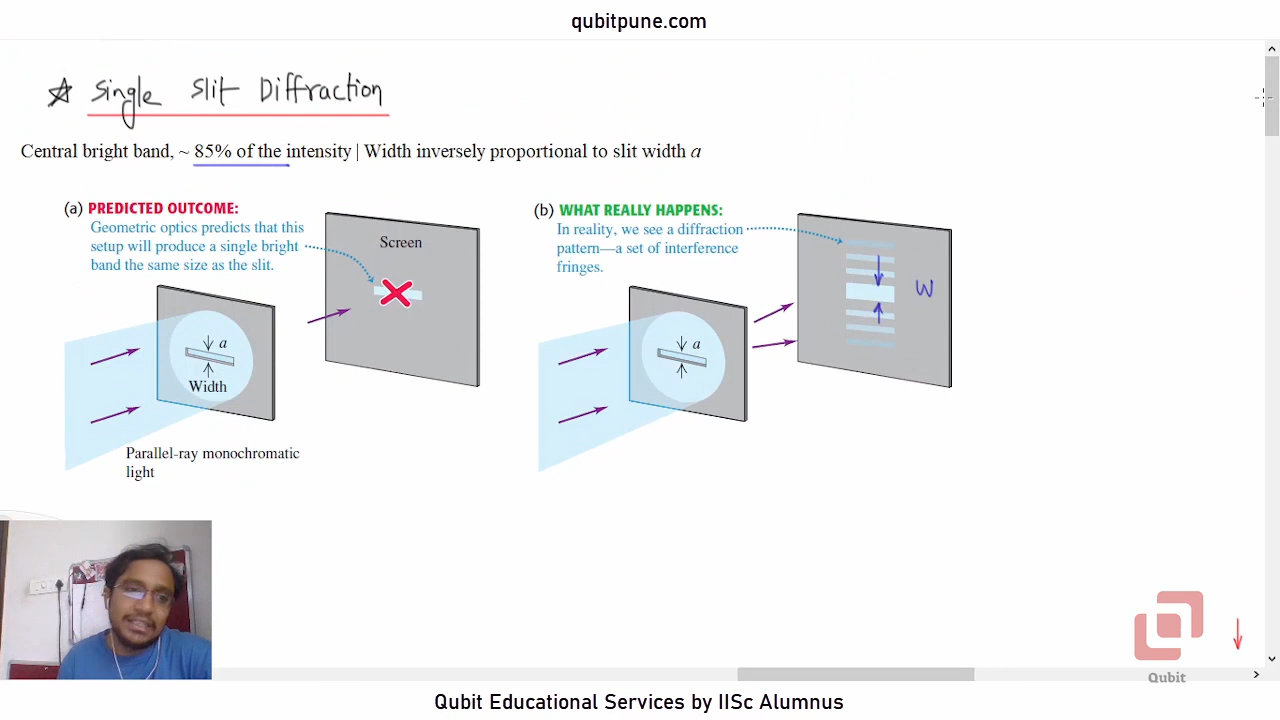 qubitpune.com
☆ Single Slit Diffraction
Central bright band, ~ 85% of the intensity | Width inversely proportional to slit width a
(a) PREDICTED OUTCOME:
Geometric optics predicts that this
setup will produce a single bright
band the same size as the slit.
Screen
a
Width
Parallel-ray monochromatic
light
(b) WHAT REALLY HAPPENS:
In reality, we see a diffraction
pattern—a set of interference
fringes.
W
a
Qubit
Qubit Educational Services by IISc Alumnus